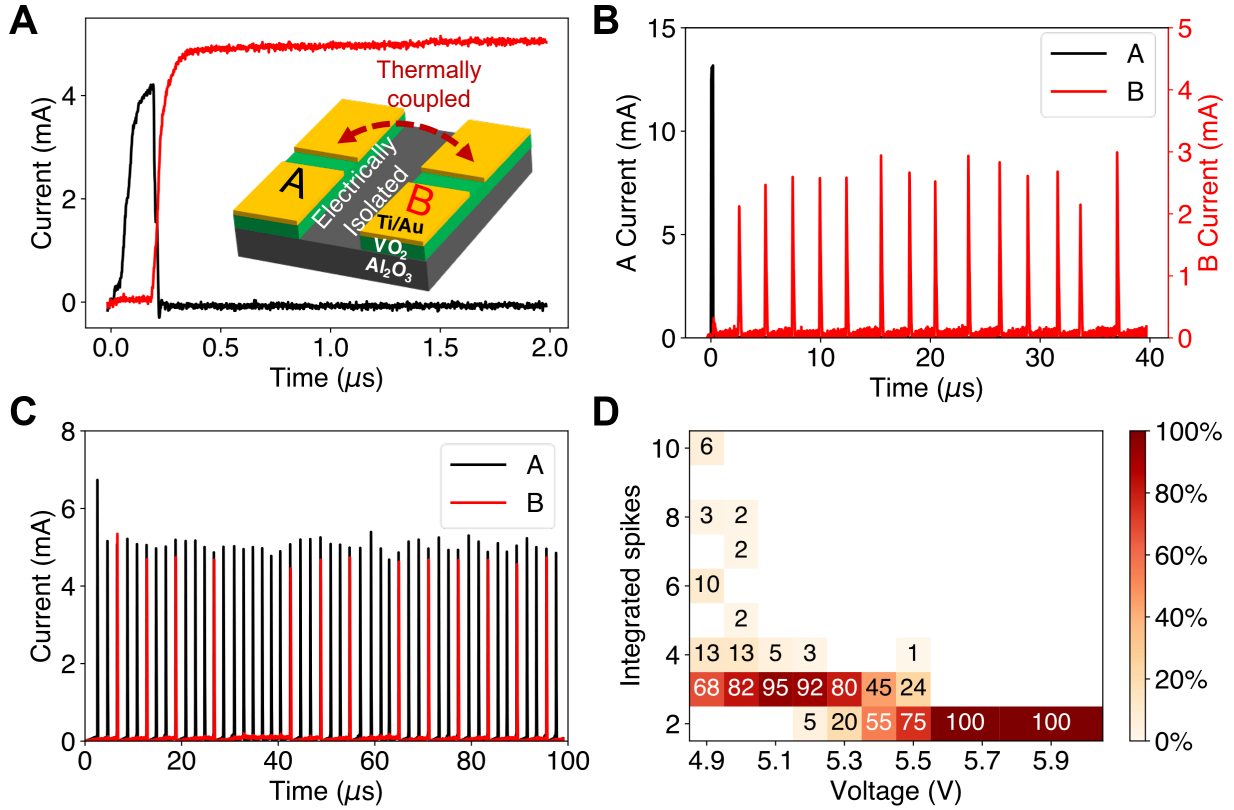 A
Current (mA)
4
2
0
0.0 0.5 1.0 1.5 2.0
Time (μs)
Thermally
coupled
Electrically
Isolated
A
B
Ti/Au
VO₂
Al₂O₃
B
A Current (mA)
15
10
5
0
0 10 20 30 40
Time (μs)
B Current (mA)
5
4
3
2
1
0
A
B
C
Current (mA)
8
6
4
2
0
0 20 40 60 80 100
Time (μs)
A
B
D
Integrated spikes
10
8
6
4
2
6
3 2
2
10
2
13 13 5 3 1
68 82 95 92 80 45 24
5 20 55 75 100 100
4.9 5.1 5.3 5.5 5.7 5.9
Voltage (V)
100%
80%
60%
40%
20%
0%